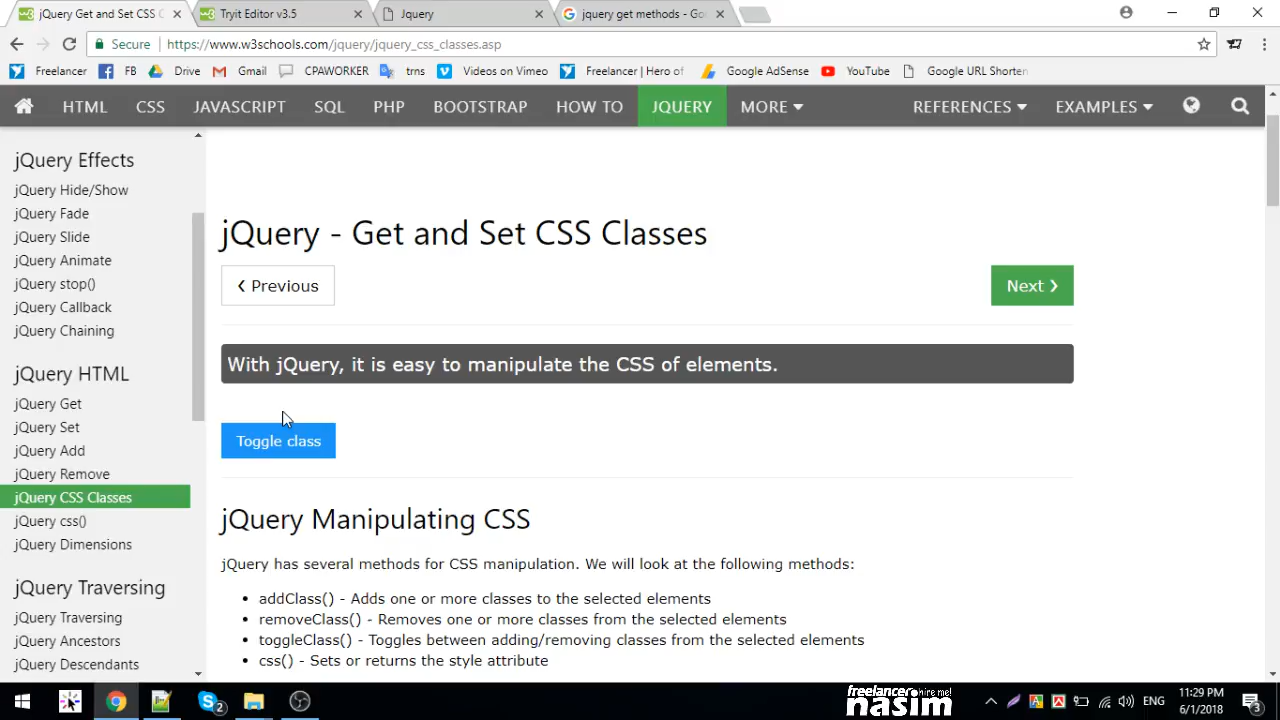 jQuery Get and Set CSS C
Tryit Editor v3.5
Jquery
jquery get methods - Go
Secure
https://www.w3schools.com/jquery/jquery_css_classes.asp
Freelancer
FB
Drive
Gmail
CPAWORKER
trns
Videos on Vimeo
Freelancer | Hero of
Google AdSense
YouTube
Google URL Shorten
HTML
CSS
JAVASCRIPT
SQL
PHP
BOOTSTRAP
HOW TO
JQUERY
MORE
REFERENCES
EXAMPLES
jQuery Effects
jQuery Hide/Show
jQuery Fade
jQuery Slide
jQuery Animate
jQuery stop()
jQuery Callback
jQuery Chaining
jQuery HTML
jQuery Get
jQuery Set
jQuery Add
jQuery Remove
jQuery CSS Classes
jQuery css()
jQuery Dimensions
jQuery Traversing
jQuery Traversing
jQuery Ancestors
jQuery Descendants
jQuery - Get and Set CSS Classes
❮ Previous
Next ❯
With jQuery, it is easy to manipulate the CSS of elements.
Toggle class
jQuery Manipulating CSS
jQuery has several methods for CSS manipulation. We will look at the following methods:
• addClass() - Adds one or more classes to the selected elements
• removeClass() - Removes one or more classes from the selected elements
• toggleClass() - Toggles between adding/removing classes from the selected elements
• css() - Sets or returns the style attribute
2
freelancer hire me!
nasim
ENG
11:29 PM
6/1/2018
3